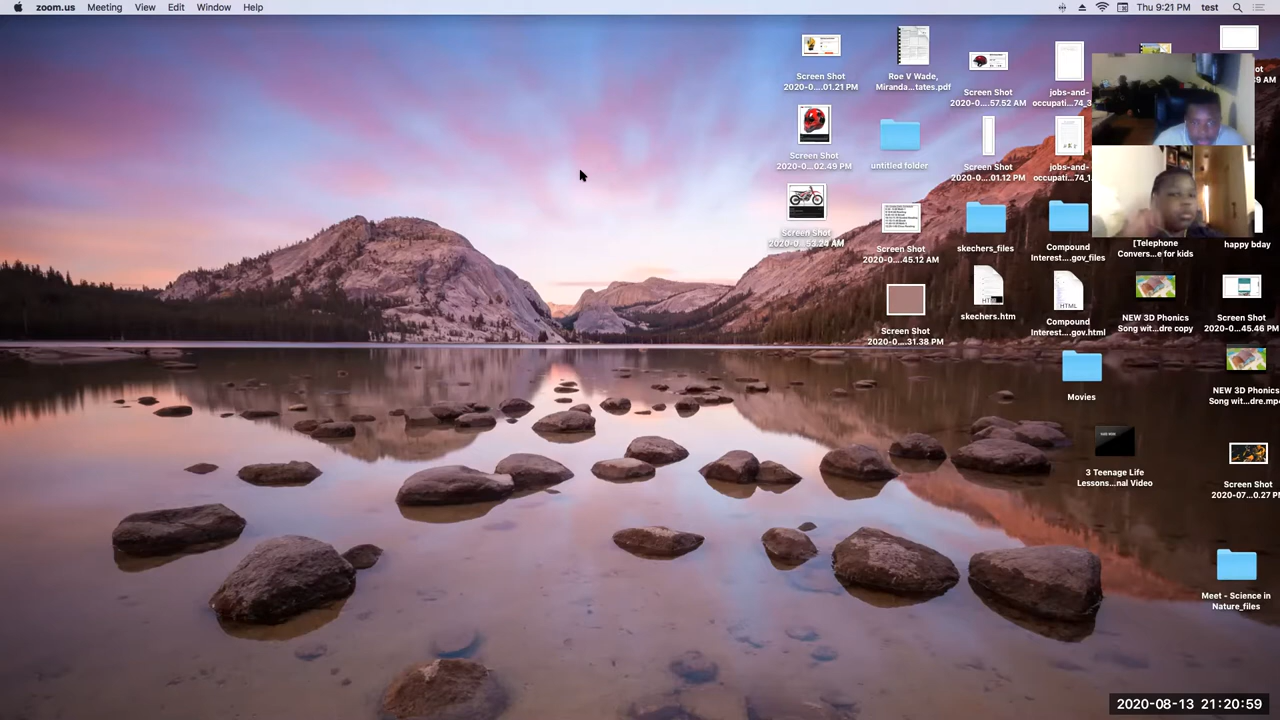 zoom.us Meeting View Edit Window Help
Thu 9:21 PM test
Screen Shot
2020-0....01.21 PM
Roe V Wade,
Miranda...tates.pdf
Screen Shot
2020-0....57.52 AM
jobs-and-
occupati....74_3
Screen Shot
2020-0....02.49 PM
untitled folder
Screen Shot
2020-0....01.12 PM
jobs-and-
occupati....74_1
Screen Shot
2020-0....53.24 AM
Screen Shot
2020-0....45.12 AM
skechers_files
Compound
Interest....gov_files
[Telephone
Convers...e for kids
happy bday
Screen Shot
2020-0....31.38 PM
HTML
skechers.htm
HTML
Compound
Interest....gov.html
NEW 3D Phonics
Song wit...dre copy
Screen Shot
2020-0....45.46 PM
Movies
NEW 3D Phonics
Song wit...dre.mp
3 Teenage Life
Lessons...nal Video
Screen Shot
2020-07...0.27 P
Meet - Science in
Nature_files
2020-08-13 21:20:59